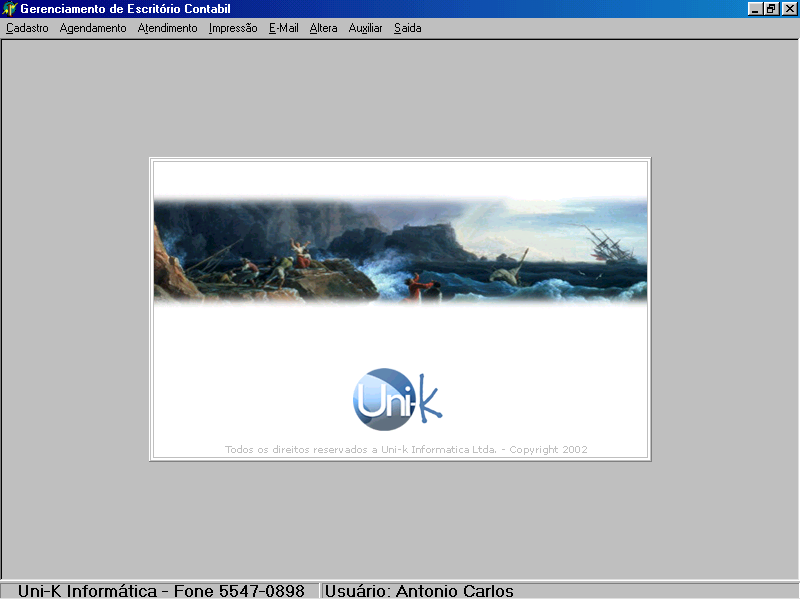 Gerenciamento de Escritório Contabil
Cadastro Agendamento Atendimento Impressão E-Mail Altera Auxiliar Saida
Uni-k
Todos os direitos reservados a Uni-k Informatica Ltda. - Copyright 2002
Uni-K Informática - Fone 5547-0898 Usuário: Antonio Carlos